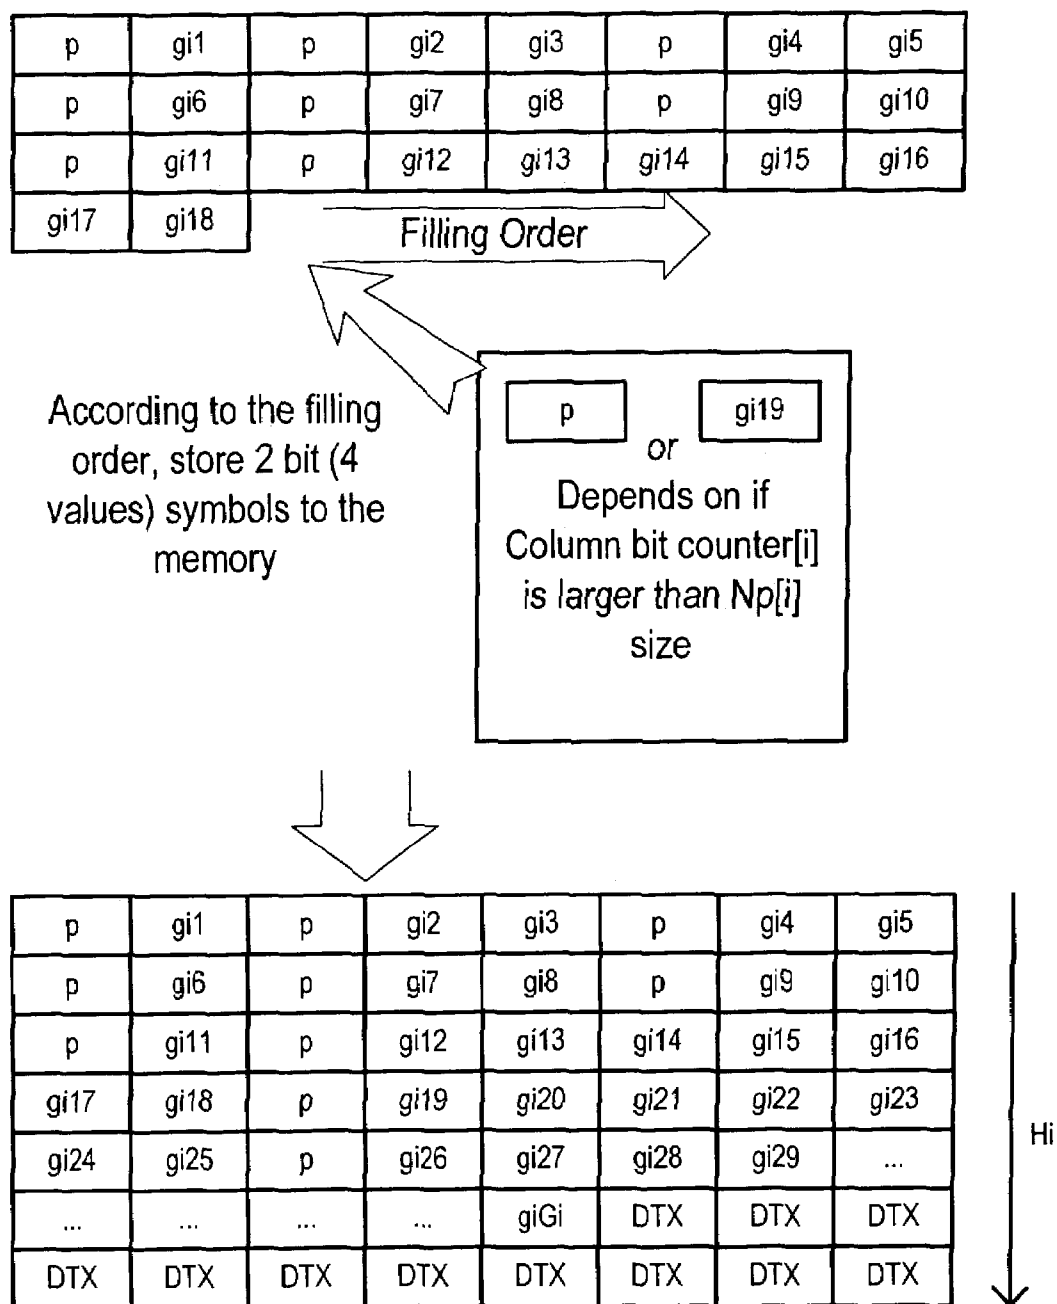 p gi1 p gi2 gi3 p gi4 gi5
p gi6 p gi7 gi8 p gi9 gi10
p gi11 p gi12 gi13 gi14 gi15 gi16
gi17 gi18
Filling Order
According to the filling
order, store 2 bit (4
values) symbols to the
memory
p
or
gi19
Depends on if
Column bit counter[i]
is larger than Np[i]
size
p gi1 p gi2 gi3 p gi4 gi5
p gi6 p gi7 gi8 p gi9 gi10
p gi11 p gi12 gi13 gi14 gi15 gi16
gi17 gi18 p gi19 gi20 gi21 gi22 gi23
gi24 gi25 p gi26 gi27 gi28 gi29 ...
... ... ... ... giGi DTX DTX DTX
DTX DTX DTX DTX DTX DTX DTX DTX
Hi